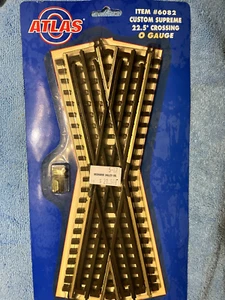 ATLAS
ITEM #6082
CUSTOM SUPREME
22.5° CROSSING
O GAUGE